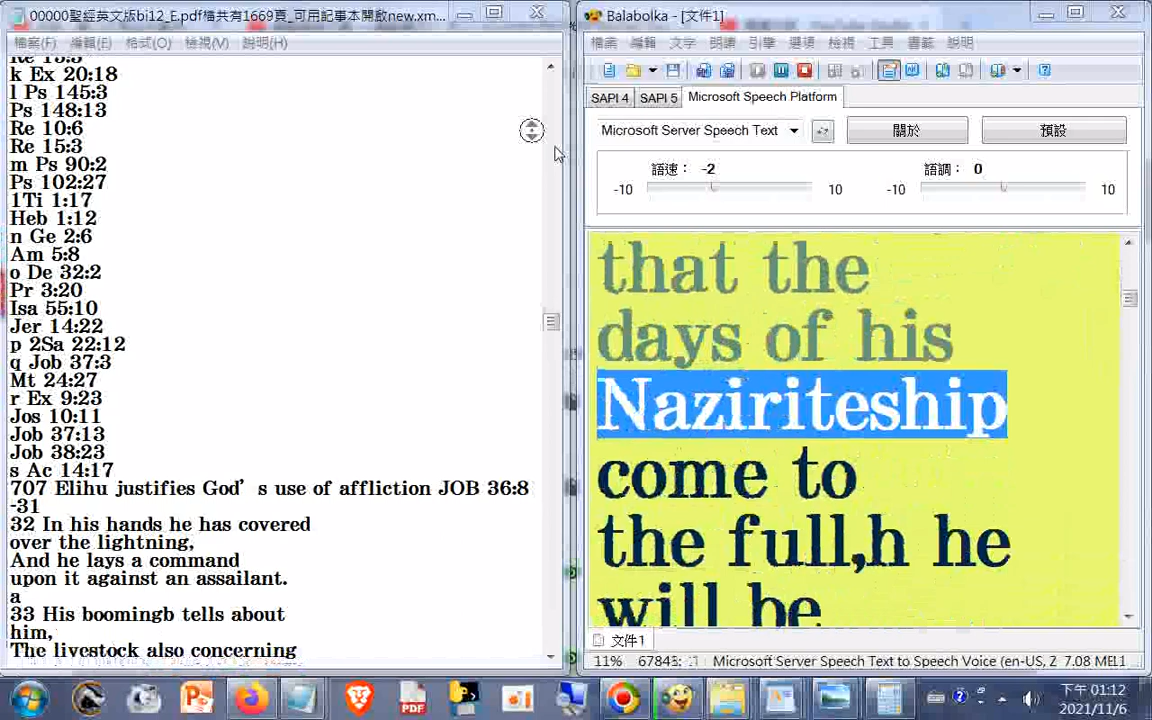 00000聖經英文版bi12_E.pdf檔共有1669頁_可用記事本開啟new.xm...
檔案(F) 編輯(E) 格式(O) 檢視(V) 說明(H)
k Ex 20:18
l Ps 145:3
Ps 148:13
Re 10:6
Re 15:3
m Ps 90:2
Ps 102:27
1Ti 1:17
Heb 1:12
n Ge 2:6
Am 5:8
o De 32:2
Pr 3:20
Isa 55:10
Jer 14:22
p 2Sa 22:12
q Job 37:3
Mt 24:27
r Ex 9:23
Jos 10:11
Job 37:13
Job 38:23
s Ac 14:17
707 Elihu justifies God’s use of affliction JOB 36:8
-31
32 In his hands he has covered
over the lightning,
And he lays a command
upon it against an assailant.
a
33 His boomingb tells about
him,
The livestock also concerning
Balabolka - [文件1]
檔案 編輯 文字 朗讀 引擎 選項 檢視 工具 書籤 說明
SAPI 4 SAPI 5 Microsoft Speech Platform
Microsoft Server Speech Text 關於 預設
語速： -2 語調： 0
-10 10 -10 10
that the
days of his
Naziriteship
come to
the full,h he
will be
文件1
11% Microsoft Server Speech Text to Speech Voice (en-US, 2 7.08 MB
下午 01:12
2021/11/6